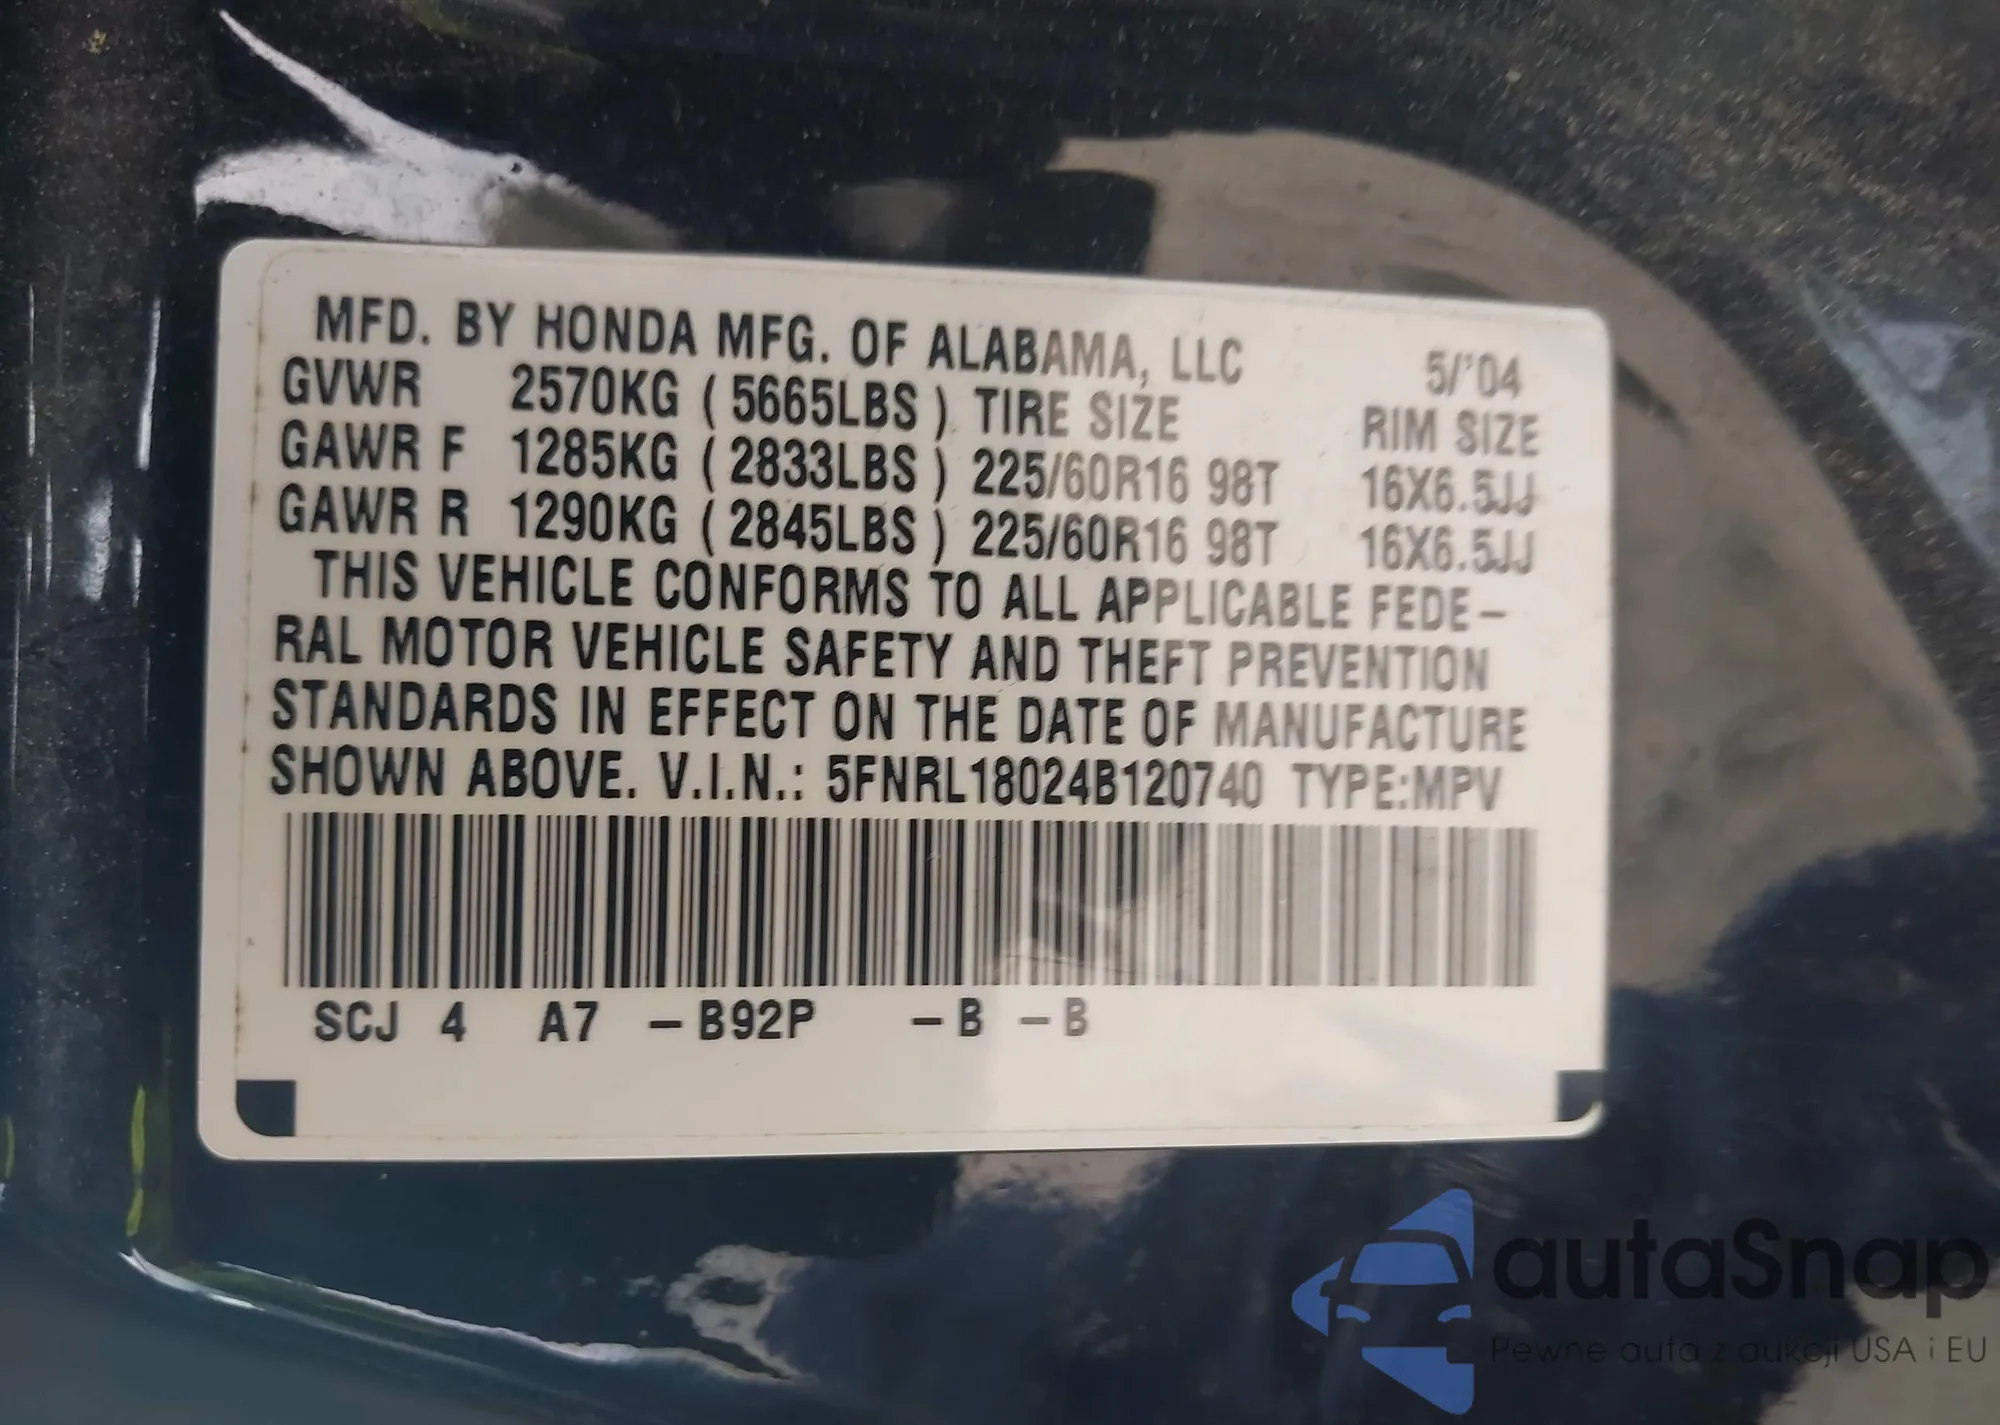 MFD. BY HONDA MFG. OF ALABAMA, LLC 5/'04
GVWR 2570KG ( 5665LBS ) TIRE SIZE RIM SIZE
GAWR F 1285KG ( 2833LBS ) 225/60R16 98T 16X6.5JJ
GAWR R 1290KG ( 2845LBS ) 225/60R16 98T 16X6.5JJ
THIS VEHICLE CONFORMS TO ALL APPLICABLE FEDE-
RAL MOTOR VEHICLE SAFETY AND THEFT PREVENTION
STANDARDS IN EFFECT ON THE DATE OF MANUFACTURE
SHOWN ABOVE. V.I.N.: 5FNRL18024B120740 TYPE:MPV
SCJ 4 A7 -B92P -B -B
autaSnap
Pewne auta z aukcji USA i EU